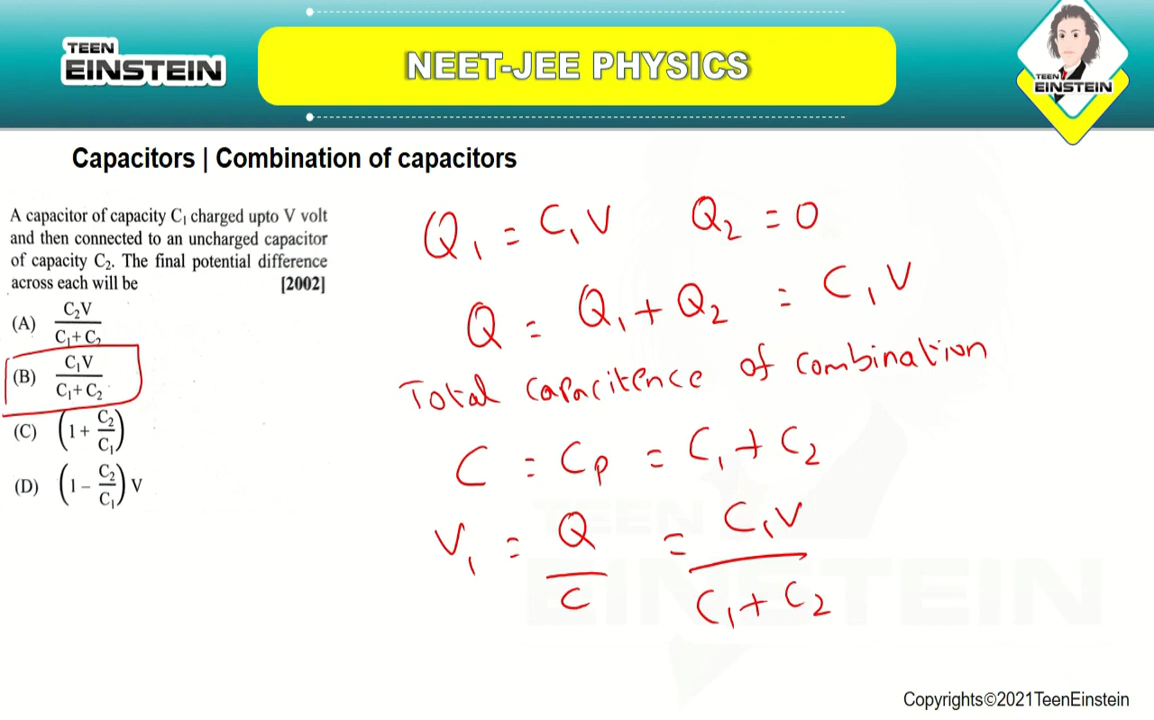 TEEN
EINSTEIN
NEET-JEE PHYSICS
TEEN
EINSTEIN
Capacitors | Combination of capacitors
A capacitor of capacity C₁ charged upto V volt
and then connected to an uncharged capacitor
of capacity C₂. The final potential difference
across each will be [2002]
(A) C₂V / C₁+ C₂
(B) C₁V / C₁+ C₂
(C) (1 + C₂/C₁)
(D) (1 − C₂/C₁) V
Q₁ = C₁V Q₂ = 0
Q = Q₁ + Q₂ = C₁V
Total Capacitence of Combination
C = Cp = C₁ + C₂
V₁ = Q / C = C₁V / C₁ + C₂
TEEN
EINSTEIN
Copyrights©2021TeenEinstein